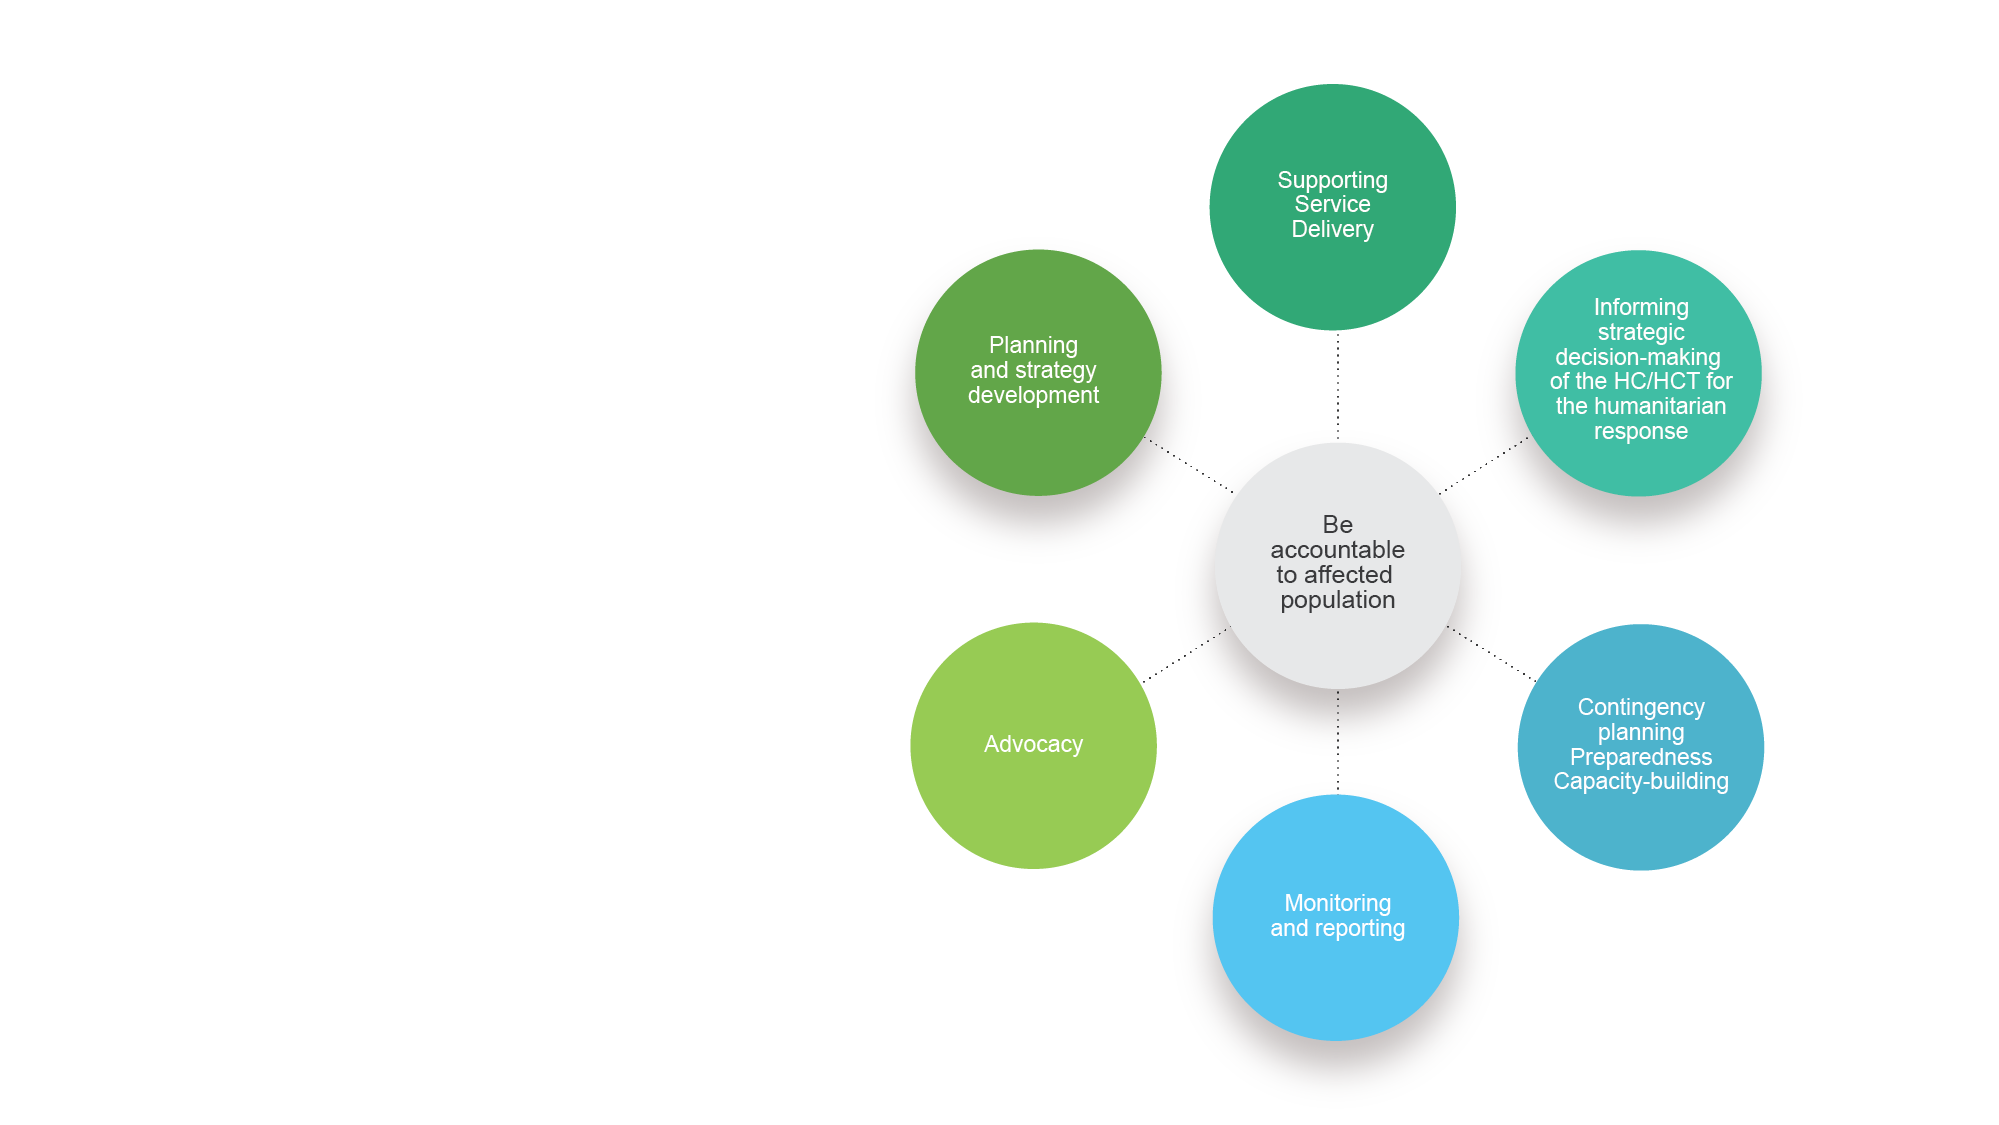 Supporting
Service
Delivery
Informing
strategic
decision-making
of the HC/HCT for
the humanitarian
response
Planning
and strategy
development
Be
accountable
to affected
population
Contingency
planning
Preparedness
Capacity-building
Advocacy
Monitoring
and reporting